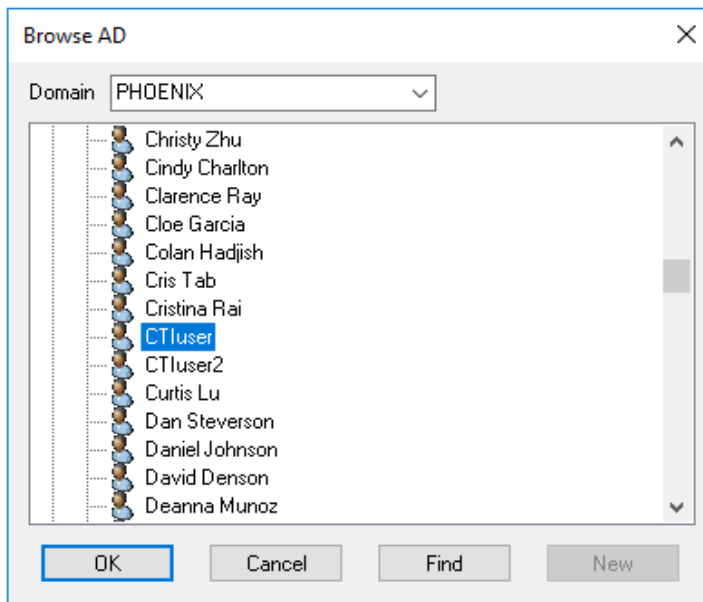 Browse AD
Domain PHOENIX
Christy Zhu
Cindy Charlton
Clarence Ray
Cloe Garcia
Colan Hadjish
Cris Tab
Cristina Rai
CTIuser
CTIuser2
Curtis Lu
Dan Steverson
Daniel Johnson
David Denson
Deanna Munoz
OK Cancel Find New